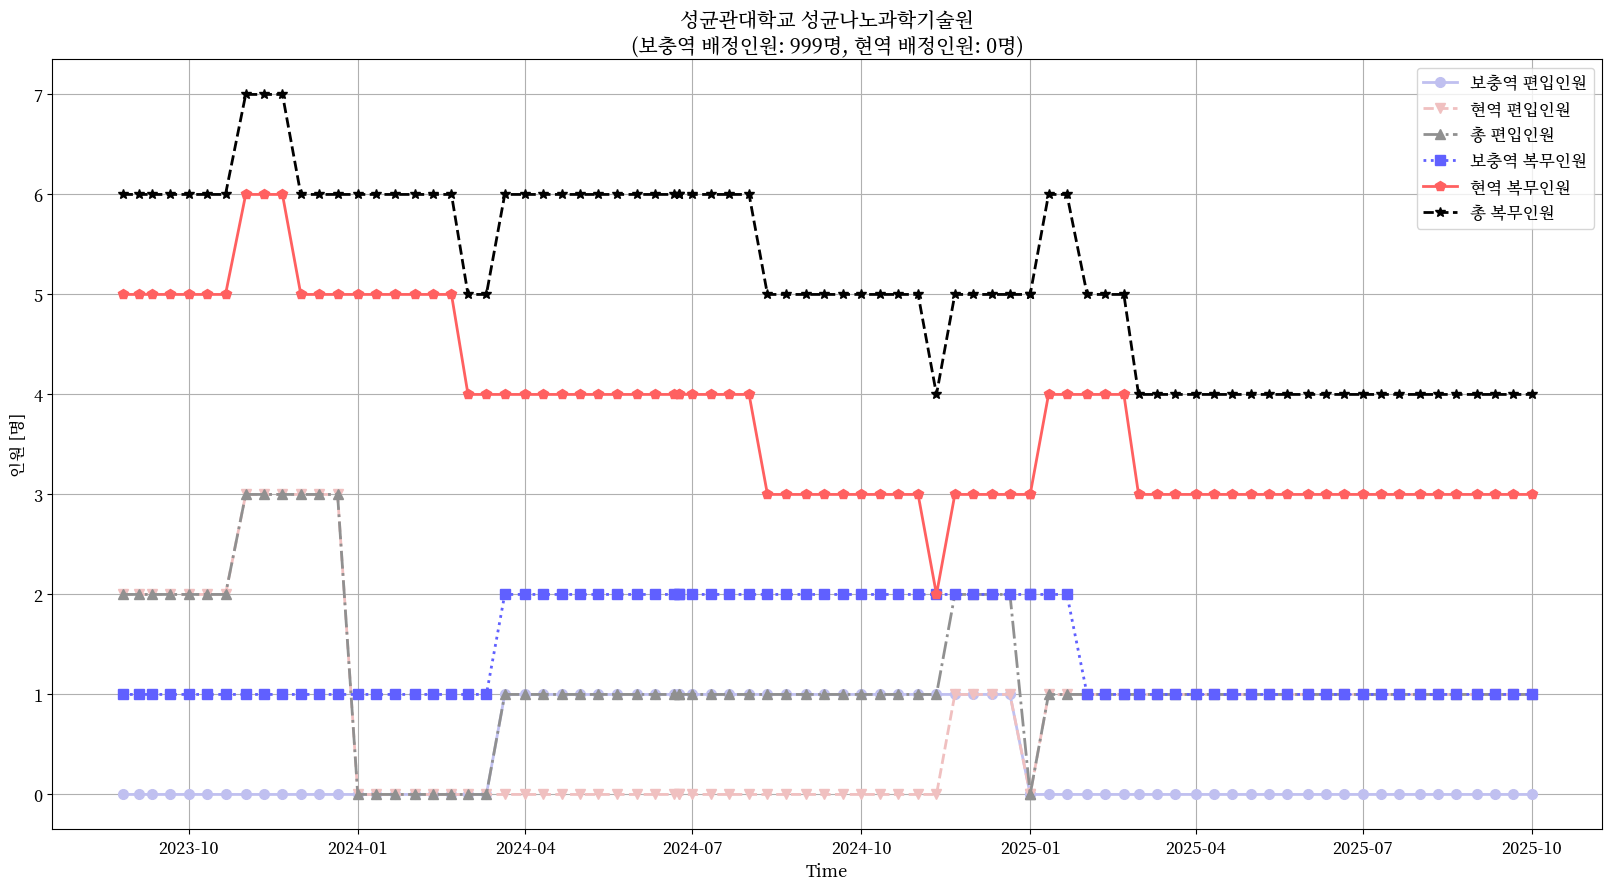 성균관대학교 성균나노과학기술원
(보충역 배정인원: 999명, 현역 배정인원: 0명)
보충역 편입인원
현역 편입인원
총 편입인원
보충역 복무인원
현역 복무인원
총 복무인원
인원 [명]
7
6
5
4
3
2
1
0
2023-10
2024-01
2024-04
2024-07
2024-10
2025-01
2025-04
2025-07
2025-10
Time